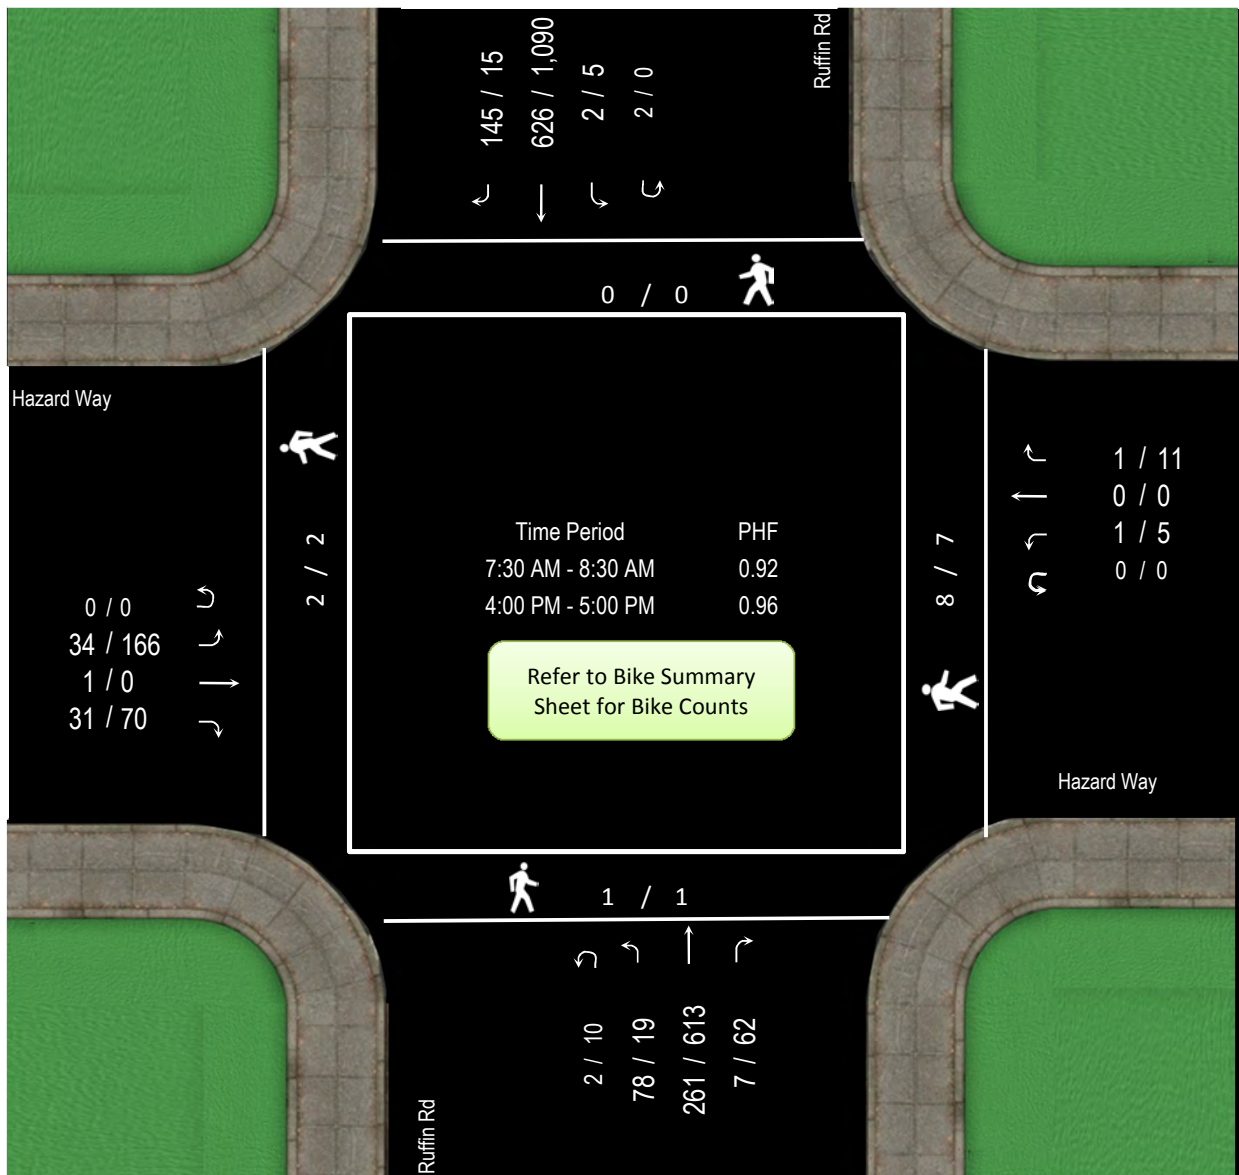 145 / 15
626 / 1,090
2 / 5
2 / 0
Ruffin Rd
0 / 0
Hazard Way
1 / 11
0 / 0
1 / 5
0 / 0
2 / 2
Time Period PHF
7:30 AM - 8:30 AM 0.92
4:00 PM - 5:00 PM 0.96
8 / 7
0 / 0
34 / 166
1 / 0
31 / 70
Refer to Bike Summary
Sheet for Bike Counts
Hazard Way
1 / 1
2 / 10
78 / 19
261 / 613
7 / 62
Ruffin Rd